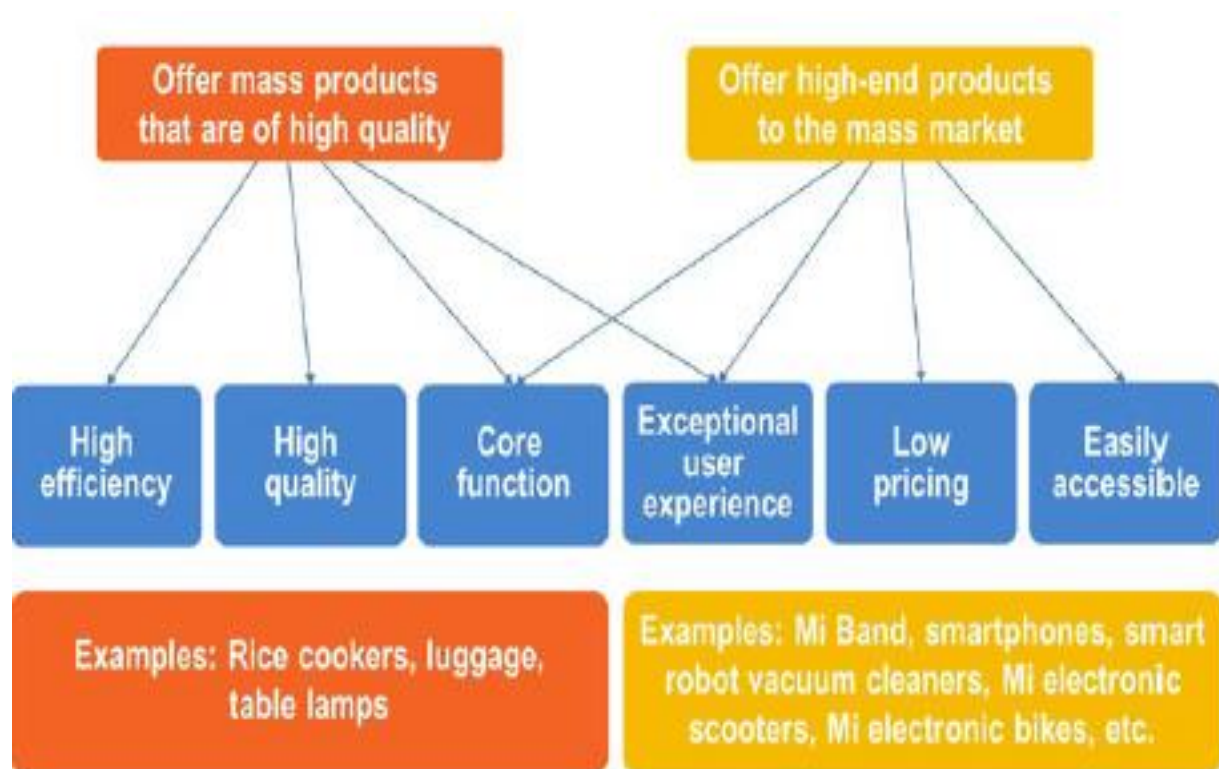 Offer mass products
that are of high quality
Offer high-end products
to the mass market
High
efficiency
High
quality
Core
function
Exceptional
user
experience
Low
pricing
Easily
accessible
Examples: Rice cookers, luggage,
table lamps
Examples: Mi Band, smartphones, smart
robot vacuum cleaners, Mi electronic
scooters, Mi electronic bikes, etc.